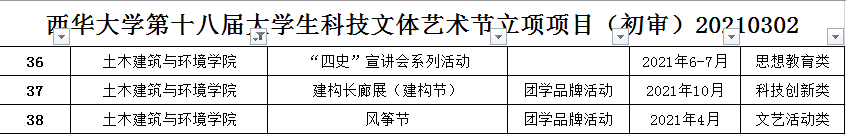 西华大学第十八届大学生科技文体艺术节立项项目（初审）20210302
36 土木建筑与环境学院 “四史”宣讲会系列活动 2021年6-7月 思想教育类
37 土木建筑与环境学院 建构长廊展（建构节） 团学品牌活动 2021年10月 科技创新类
38 土木建筑与环境学院 风筝节 团学品牌活动 2021年4月 文艺活动类